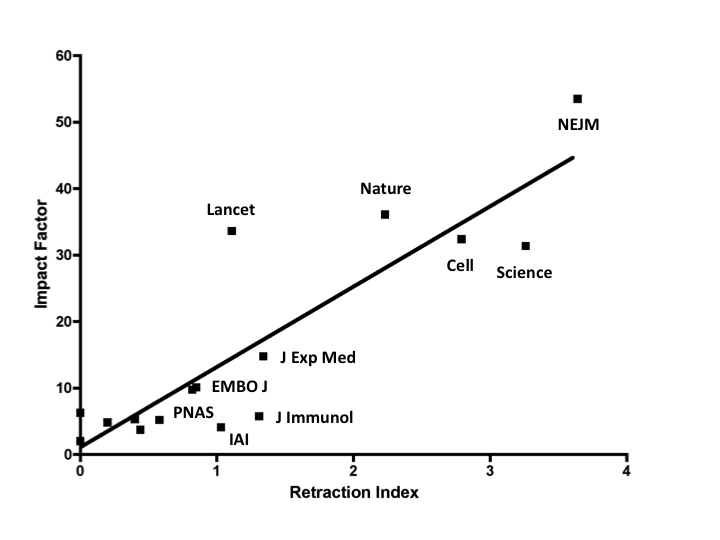 60
50
40
30
20
10
0
Impact Factor
NEJM
Nature
Lancet
Cell
Science
J Exp Med
EMBO J
PNAS
J Immunol
IAI
0 1 2 3 4
Retraction Index